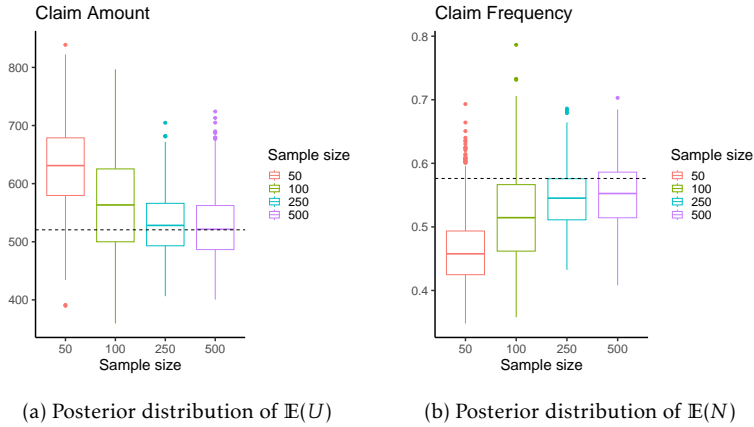 Claim Amount
800
700
600
500
400
50 100 250 500
Sample size
Sample size
50
100
250
500
(a) Posterior distribution of 𝔼(U)
Claim Frequency
0.8
0.7
0.6
0.5
0.4
50 100 250 500
Sample size
Sample size
50
100
250
500
(b) Posterior distribution of 𝔼(N)